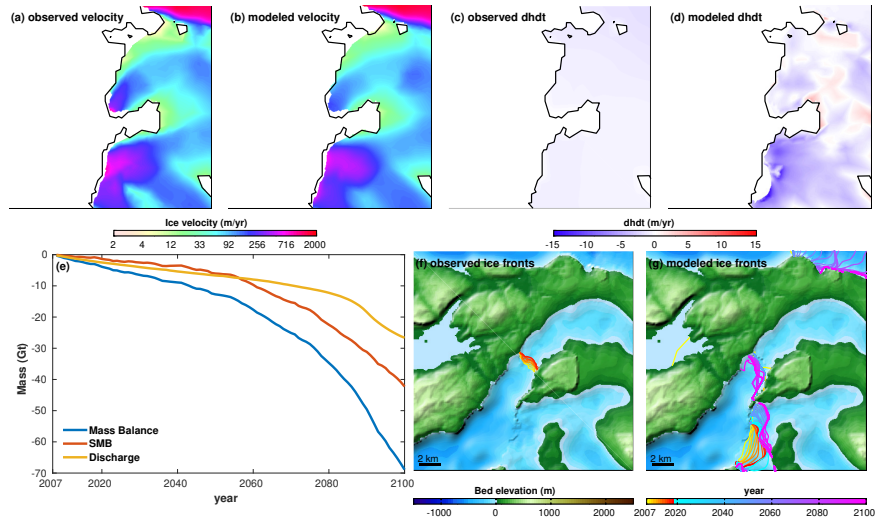 (a) observed velocity
(b) modeled velocity
(c) observed dhdt
(d) modeled dhdt
Ice velocity (m/yr)
2 4 12 33 92 256 716 2000
dhdt (m/yr)
-15 -10 -5 0 5 10 15
(e)
0
-10
-20
-30
-40
-50
-60
-70
Mass (Gt)
Mass Balance
SMB
Discharge
2007 2020 2040 2060 2080 2100
year
(f) observed ice fronts
2 km
(g) modeled ice fronts
2 km
Bed elevation (m)
-1000 0 1000 2000
year
2007 2020 2040 2060 2080 2100